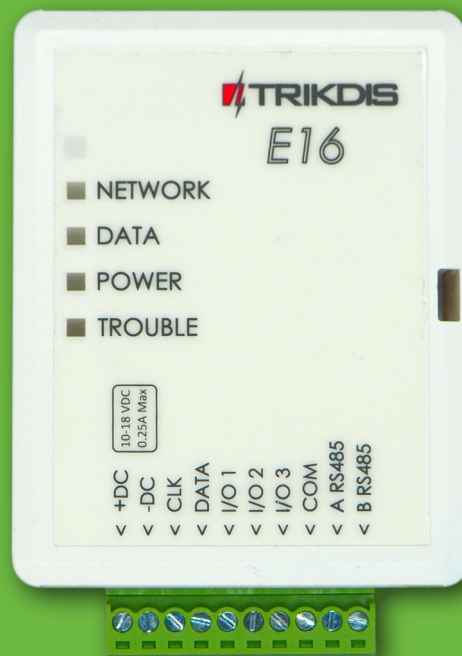 TRIKDIS
E16
NETWORK
DATA
POWER
TROUBLE
10-18 VDC
0.25A Max
< +DC
< -DC
< CLK
< DATA
< I/O 1
< I/O 2
< I/O 3
< COM
< A RS485
< B RS485